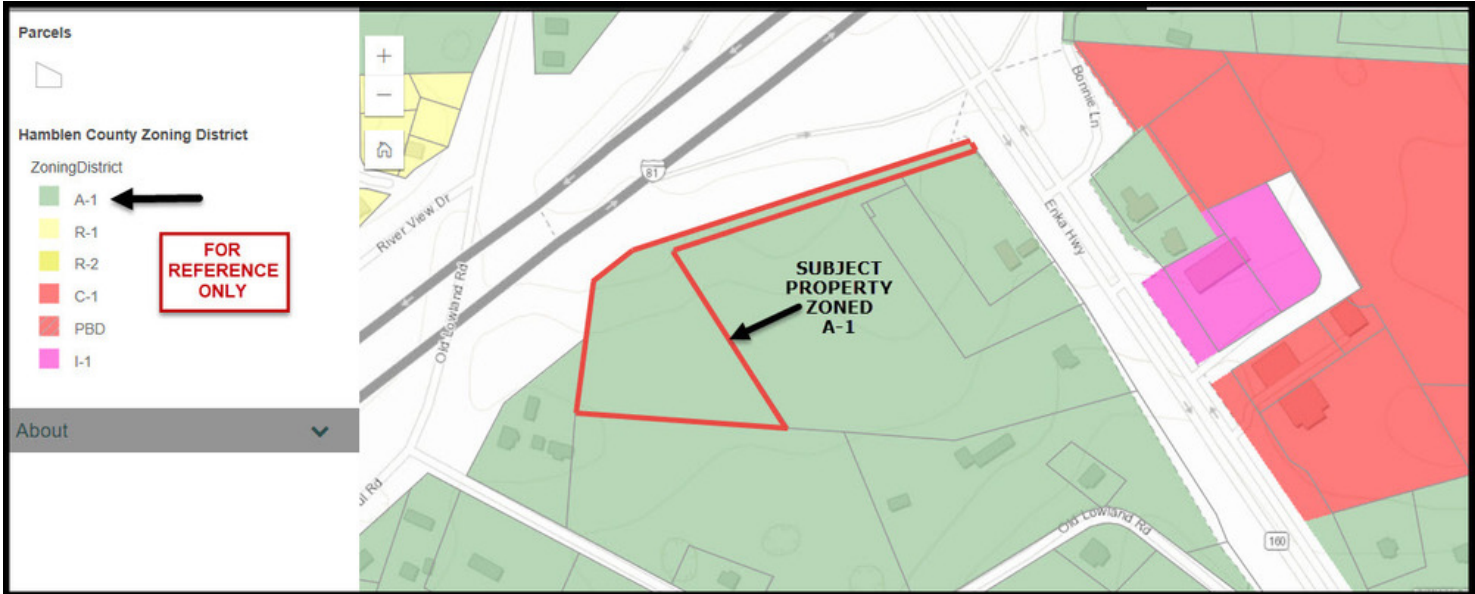 Parcels
Hamblen County Zoning District
ZoningDistrict
A-1
R-1
R-2
C-1
PBD
I-1
FOR
REFERENCE
ONLY
About
+
−
81
River View Dr
Old Lowland Rd
Bonnie Ln
Enka Hwy
SUBJECT
PROPERTY
ZONED
A-1
Old Lowland Rd
160